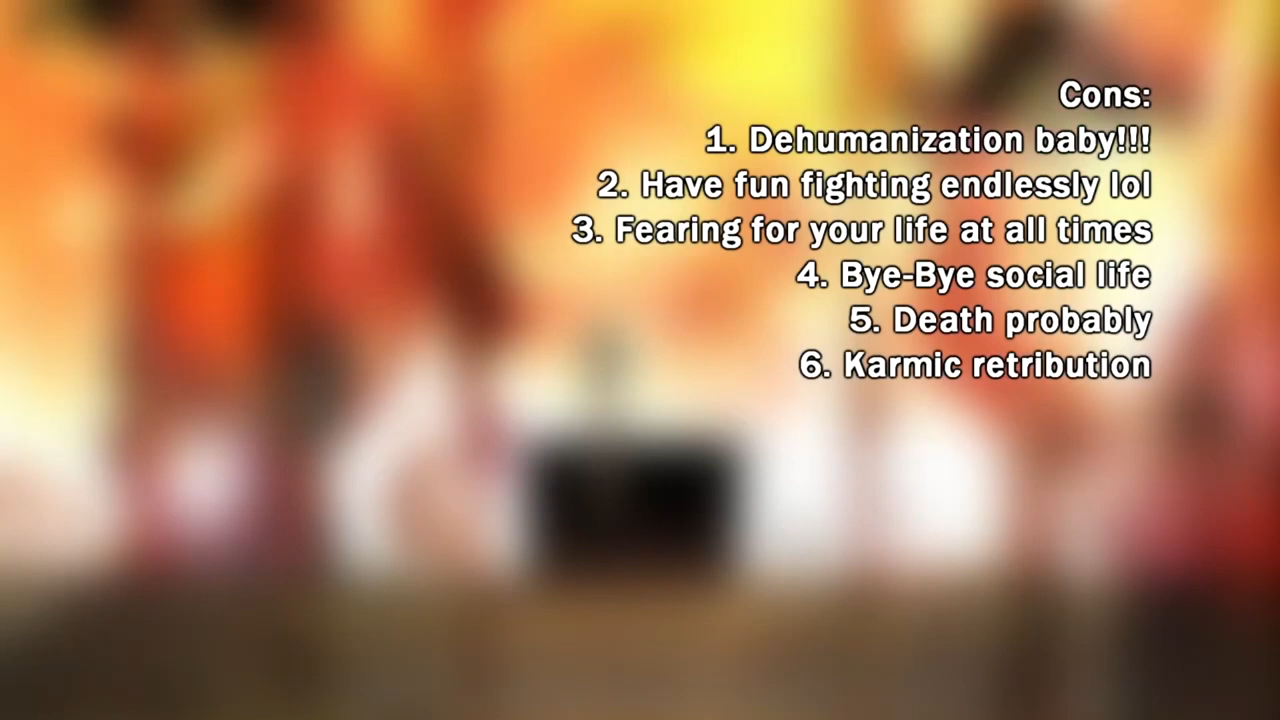 Cons:
1. Dehumanization baby!!!
2. Have fun fighting endlessly lol
3. Fearing for your life at all times
4. Bye-Bye social life
5. Death probably
6. Karmic retribution